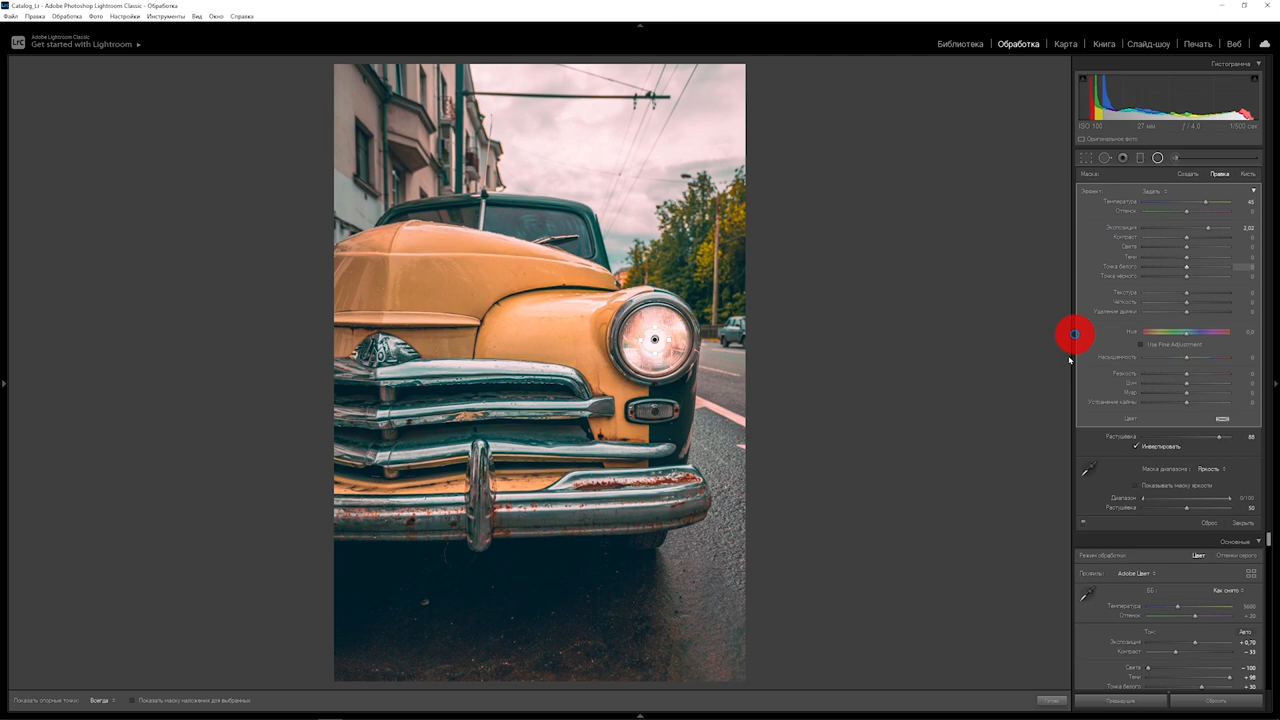 Catalog_Lr - Adobe Photoshop Lightroom Classic - Обработка
Файл Правка Обработка Фото Настройки Инструменты Вид Окно Справка
Adobe Lightroom Classic
Get started with Lightroom
Библиотека | Обработка | Карта | Книга | Слайд-шоу | Печать | Веб
Гистограмма
ISO 100 27 мм f / 4,0 1/500 сек
Оригинальное фото
Маска: Создать Правка Кисть
Эффект: Задать
Температура 45
Оттенок 0
Экспозиция 2,02
Контраст 0
Света 0
Тени 0
Точка белого 0
Точка чёрного 0
Текстура 0
Четкость 0
Удаление дымки 0
Hue 0,0
Use Fine Adjustment
Насыщенность 0
Резкость 0
Шум 0
Муар 0
Устранение каймы 0
Цвет
Растушевка 88
Инвертировать
Маска диапазона : Яркость
Показывать маску яркости
Диапазон 0/100
Растушёвка 50
Сброс Закрыть
Основные
Режим обработки: Цвет Оттенки серого
Профиль: Adobe Цвет
ББ : Как снято
Температура 5600
Оттенок + 20
Тон: Авто
Экспозиция + 0,70
Контраст – 33
Света – 100
Тени + 98
Точка белого + 30
Показать опорные точки: Всегда Показать маску наложения для выбранных Готово
Предыдущая Сбросить